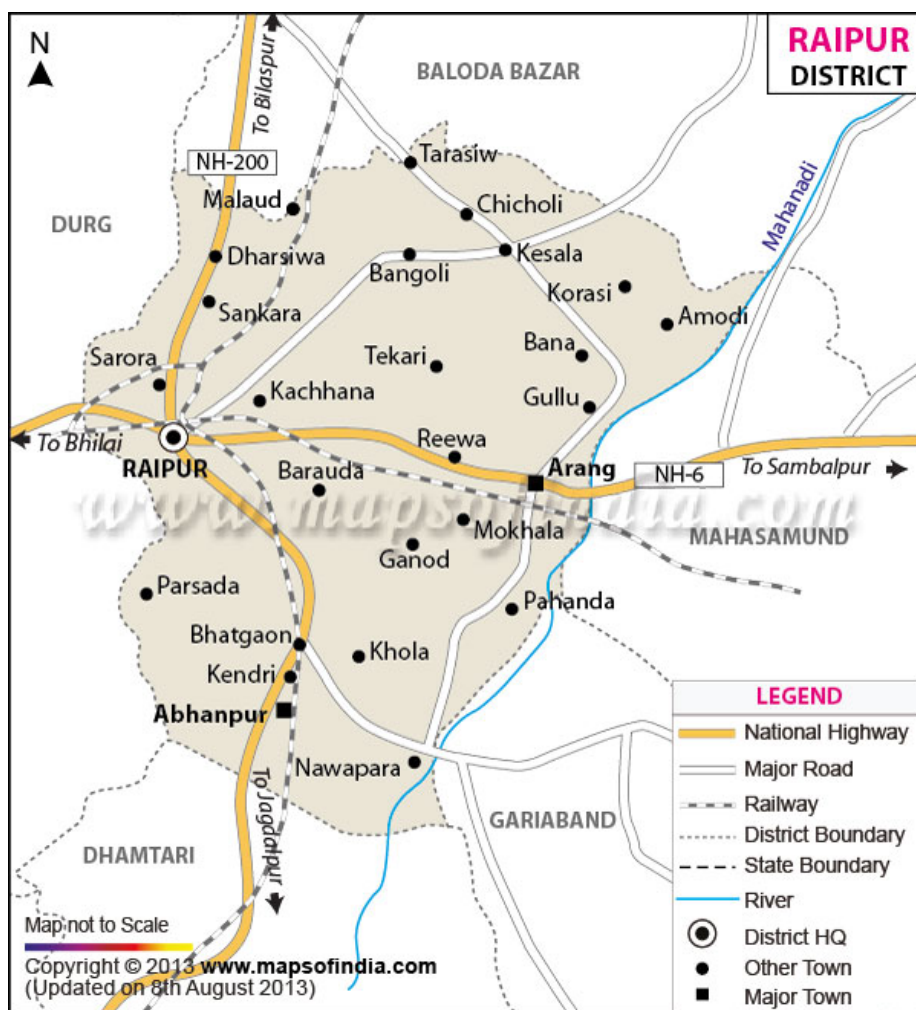 N
RAIPUR
DISTRICT
BALODA BAZAR
To Bilaspur
NH-200
Tarasiw
Malaud
Chicholi
Mahanadi
DURG
Dharsiwa
Bangoli
Kesala
Sankara
Korasi
Amodi
Sarora
Tekari
Bana
Kachhana
Gullu
To Bhilai
RAIPUR
Reewa
Arang
NH-6
To Sambalpur
Barauda
www.mapsofindia.com
Mokhala
MAHASAMUND
Ganod
Parsada
Pahanda
Bhatgaon
Khola
Kendri
Abhanpur
Nawapara
To Jagdalpur
GARIABAND
DHAMTARI
LEGEND
National Highway
Major Road
Railway
District Boundary
State Boundary
River
District HQ
Other Town
Major Town
Map not to Scale
Copyright © 2013 www.mapsofindia.com
(Updated on 8th August 2013)